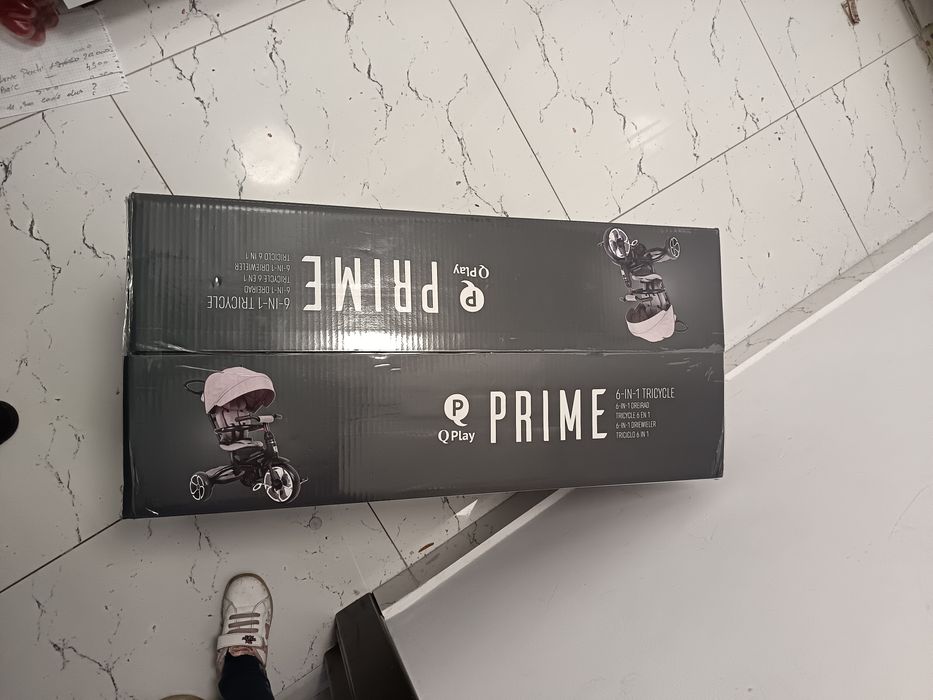 6-IN-1 TRICYCLE
6-IN-1 DREIRAD
TRICYCLE 6 EN 1
6-IN-1 DRIEWIELER
TRICICLO 6 IN 1
PRIME
P
QPlay
P
QPlay
PRIME
6-IN-1 TRICYCLE
6-IN-1 DREIRAD
TRICYCLE 6 EN 1
6-IN-1 DRIEWIELER
TRICICLO 6 IN 1